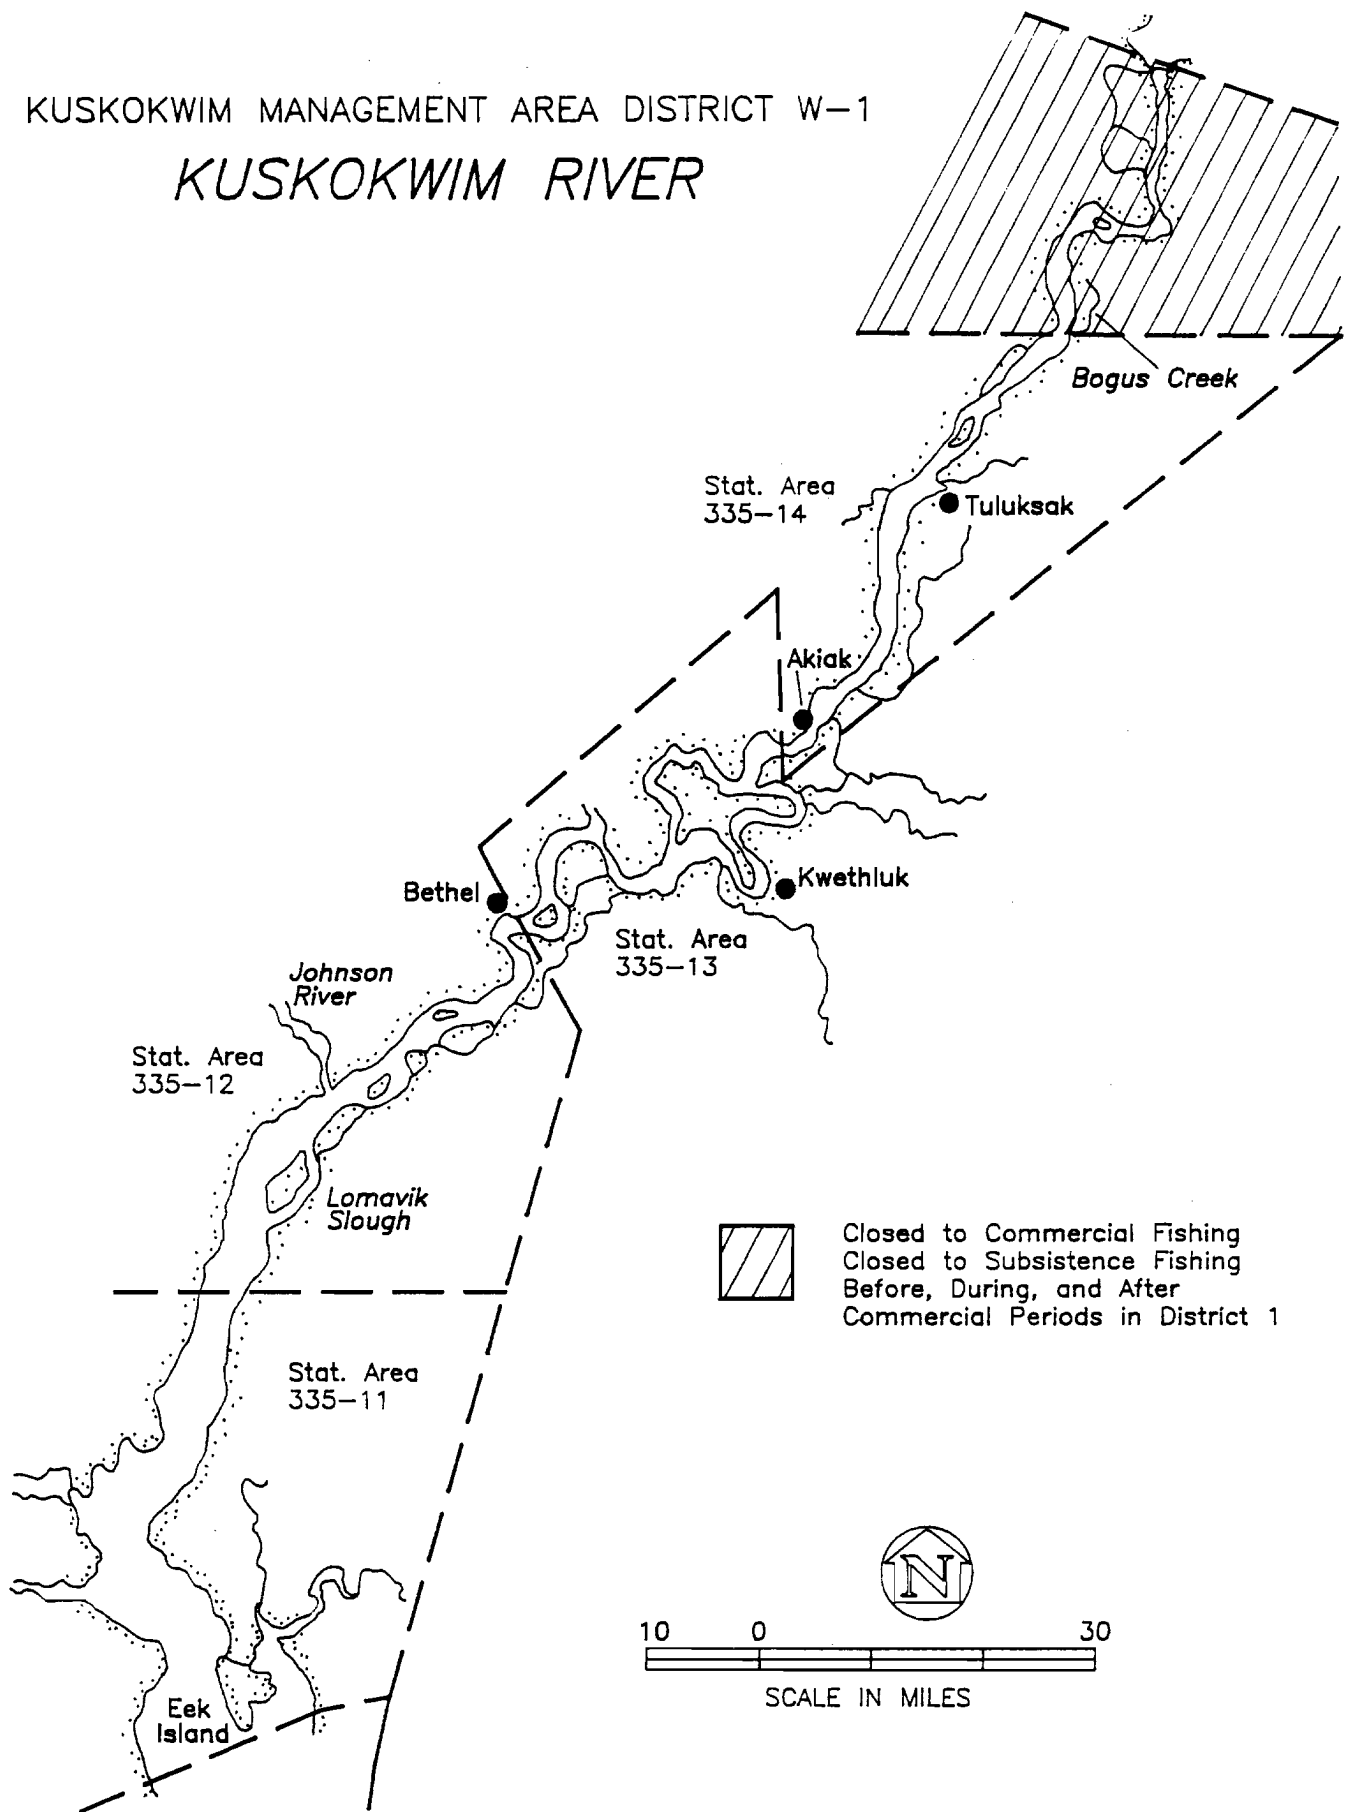 KUSKOKWIM MANAGEMENT AREA DISTRICT W-1
KUSKOKWIM RIVER
Bogus Creek
Stat. Area
335-14
Tuluksak
Akiak
Kwethluk
Bethel
Stat. Area
335-13
Johnson
River
Stat. Area
335-12
Lomavik
Slough
Closed to Commercial Fishing
Closed to Subsistence Fishing
Before, During, and After
Commercial Periods in District 1
Stat. Area
335-11
N
10 0 30
SCALE IN MILES
Eek
Island